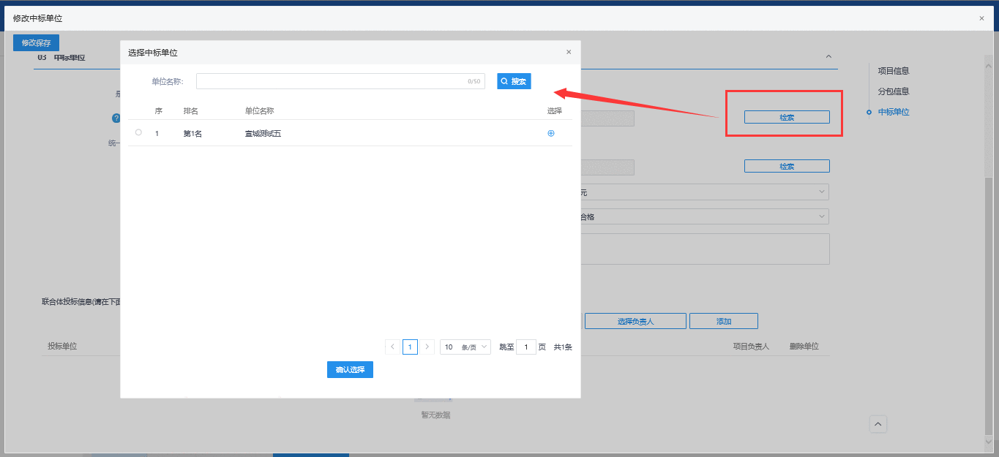 修改中标单位
修改保存
03 中标单位
选择中标单位
单位名称:
0/50
搜索
序 排名 单位名称 选择
1 第1名 宣城测试五
1
10 条/页
跳至 1 页 共1条
确认选择
检索
检索
元
合格
项目信息
分包信息
中标单位
联合体投标信息(请在下面
选择负责人
添加
投标单位
项目负责人
删除单位
暂无数据